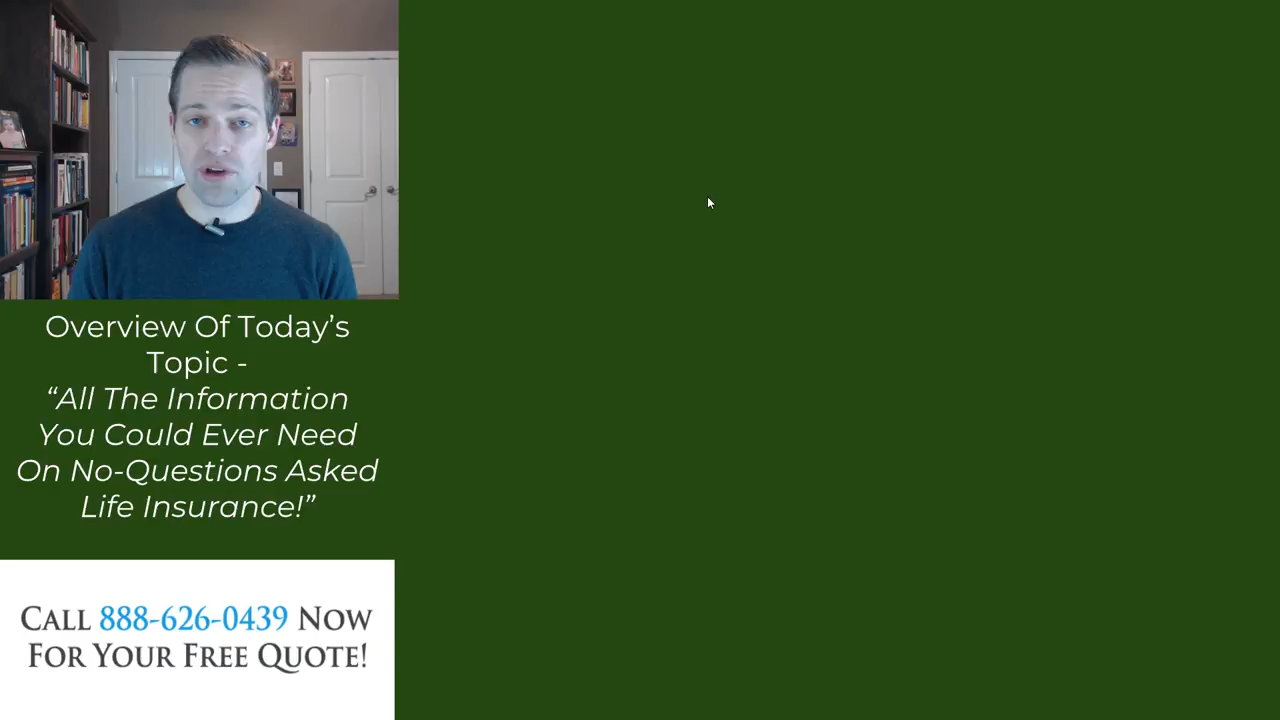 Overview Of Today’s
Topic -
“All The Information
You Could Ever Need
On No-Questions Asked
Life Insurance!”
Call 888-626-0439 Now
For Your Free Quote!